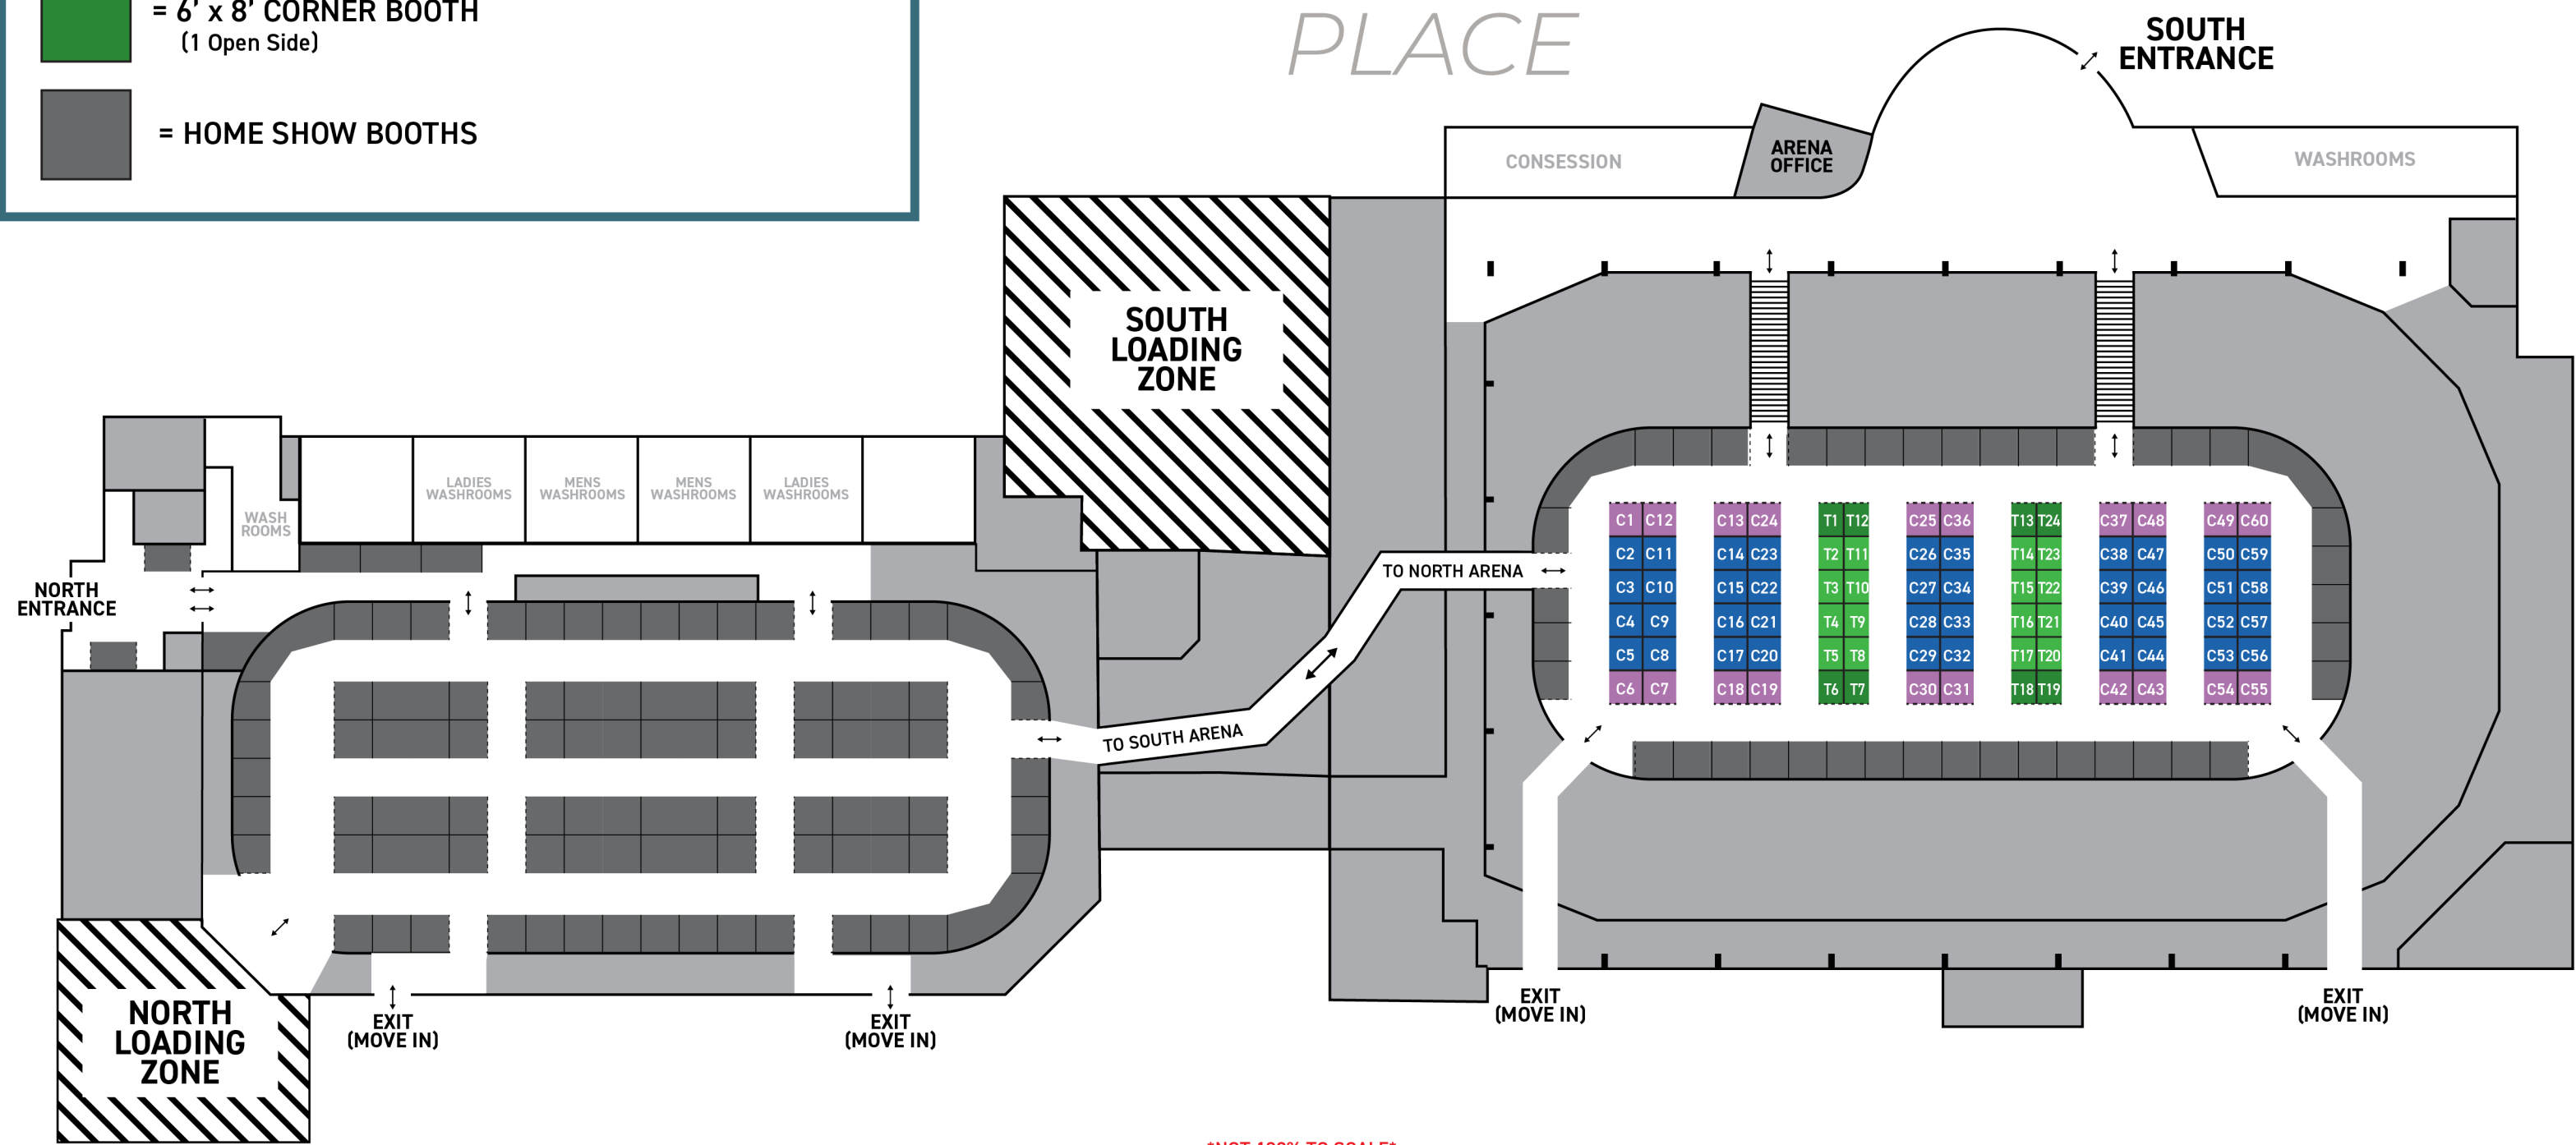 = 6' x 8' CORNER BOOTH
(1 Open Side)
= HOME SHOW BOOTHS
PLACE
SOUTH
ENTRANCE
CONSESSION
ARENA
OFFICE
WASHROOMS
SOUTH
LOADING
ZONE
LADIES
WASHROOMS
MENS
WASHROOMS
MENS
WASHROOMS
LADIES
WASHROOMS
WASH
ROOMS
NORTH
ENTRANCE
TO NORTH ARENA
TO SOUTH ARENA
C1 C12 C13 C24 T1 T12 C25 C36 T13 T24 C37 C48 C49 C60
C2 C11 C14 C23 T2 T11 C26 C35 T14 T23 C38 C47 C50 C59
C3 C10 C15 C22 T3 T10 C27 C34 T15 T22 C39 C46 C51 C58
C4 C9 C16 C21 T4 T9 C28 C33 T16 T21 C40 C45 C52 C57
C5 C8 C17 C20 T5 T8 C29 C32 T17 T20 C41 C44 C53 C56
C6 C7 C18 C19 T6 T7 C30 C31 T18 T19 C42 C43 C54 C55
NORTH
LOADING
ZONE
EXIT
(MOVE IN)
EXIT
(MOVE IN)
EXIT
(MOVE IN)
EXIT
(MOVE IN)
*NOT 100% TO SCALE*